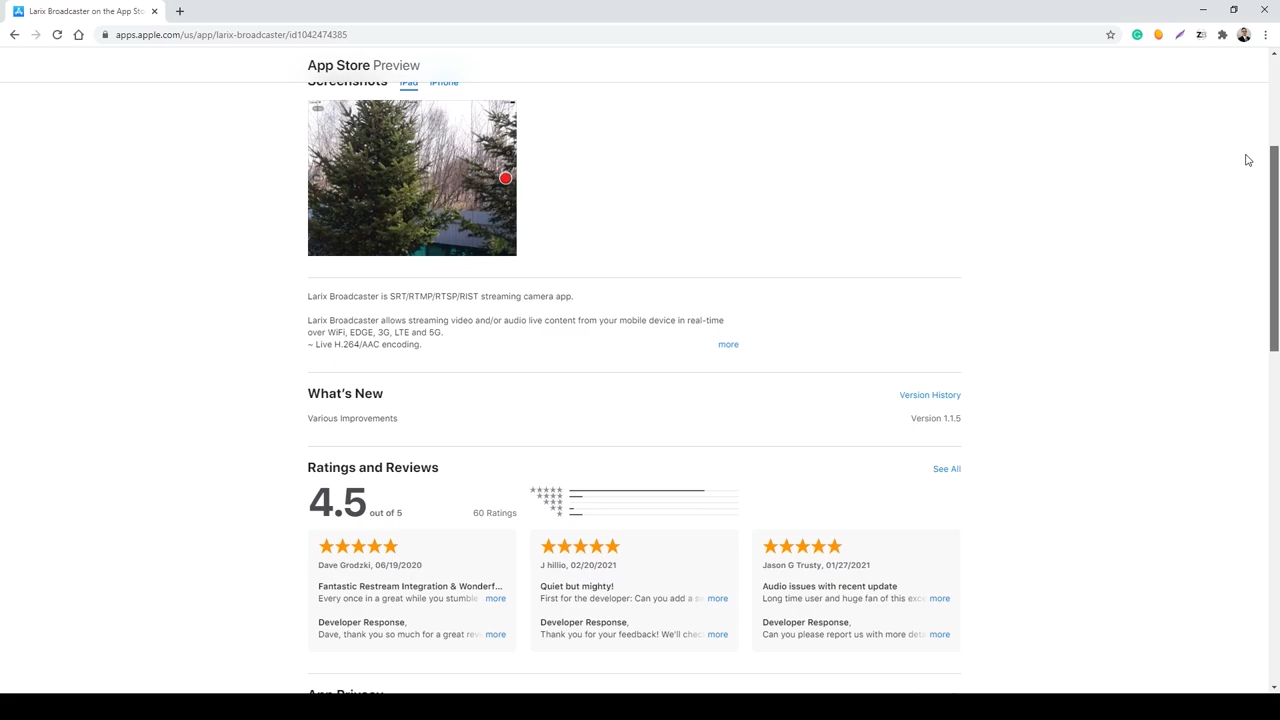 Larix Broadcaster on the App Sto
apps.apple.com/us/app/larix-broadcaster/id1042474385
App Store Preview
Screenshots iPad iPhone
Larix Broadcaster is SRT/RTMP/RTSP/RIST streaming camera app.
Larix Broadcaster allows streaming video and/or audio live content from your mobile device in real-time
over WiFi, EDGE, 3G, LTE and 5G.
~ Live H.264/AAC encoding. more
What's New Version History
Various Improvements Version 1.1.5
Ratings and Reviews See All
4.5 out of 5 60 Ratings
Dave Grodzki, 06/19/2020
Fantastic Restream Integration & Wonderf...
Every once in a great while you stumble more
Developer Response,
Dave, thank you so much for a great rev more
J hillio, 02/20/2021
Quiet but mighty!
First for the developer: Can you add a se more
Developer Response,
Thank you for your feedback! We'll chec more
Jason G Trusty, 01/27/2021
Audio issues with recent update
Long time user and huge fan of this exce more
Developer Response,
Can you please report us with more deta more
App Privacy